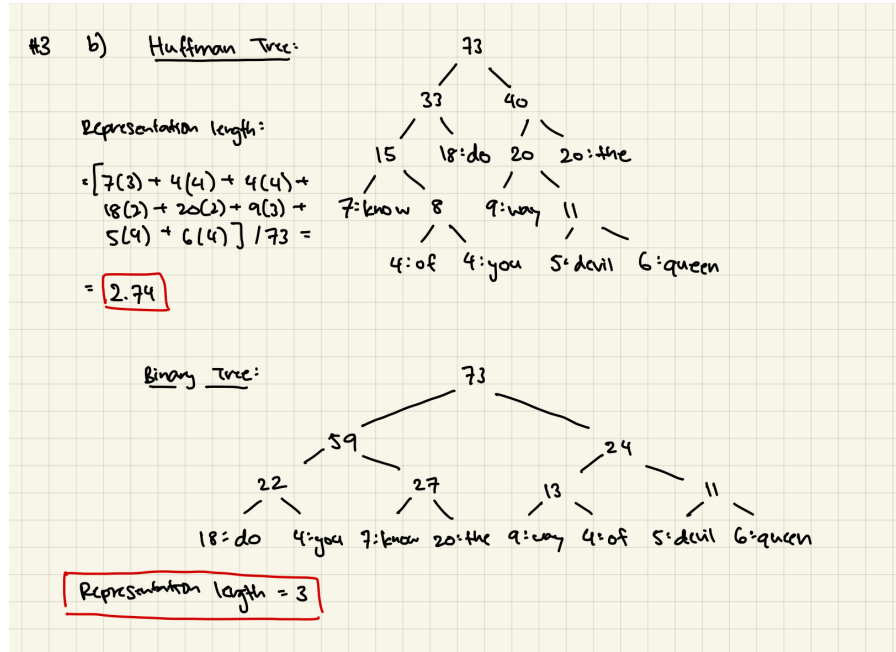 #3 b) Huffman Tree:
73
33 40
Representation length:
15 18:do 20 20:the
= [7(3) + 4(4) + 4(4) +
18(2) + 20(2) + 9(3) +
5(4) + 6(4)] / 73 =
7:know 8 9:way 11
4:of 4:you 5:devil 6:queen
= 2.74
Binary Tree:
73
59 24
22 27 13 11
18:do 4:you 7:know 20:the 9:way 4:of 5:devil 6:queen
Representation length = 3